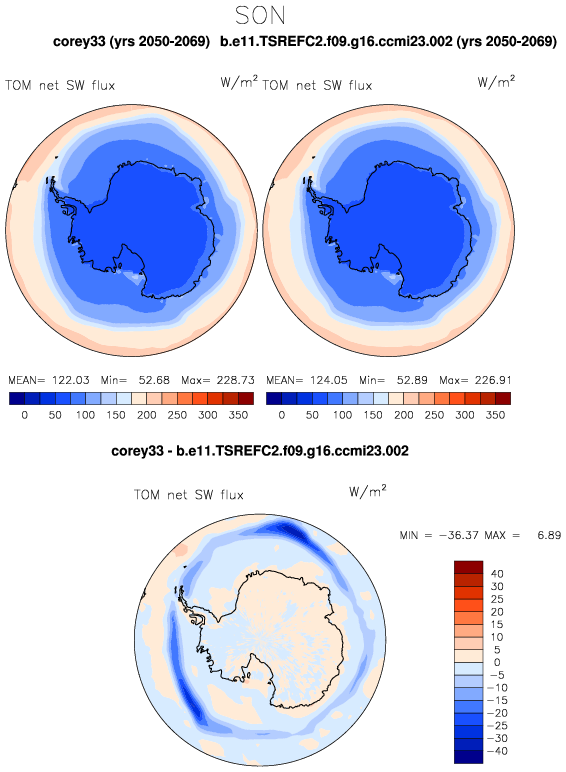 SON
corey33 (yrs 2050-2069) b.e11.TSREFC2.f09.g16.ccmi23.002 (yrs 2050-2069)
TOM net SW flux W/m² TOM net SW flux W/m²
MEAN= 122.03 Min= 52.68 Max= 228.73 MEAN= 124.05 Min= 52.89 Max= 226.91
0 50 100 150 200 250 300 350 0 50 100 150 200 250 300 350
corey33 - b.e11.TSREFC2.f09.g16.ccmi23.002
TOM net SW flux W/m²
MIN = -36.37 MAX = 6.89
40
30
25
20
15
10
5
0
-5
-10
-15
-20
-25
-30
-40